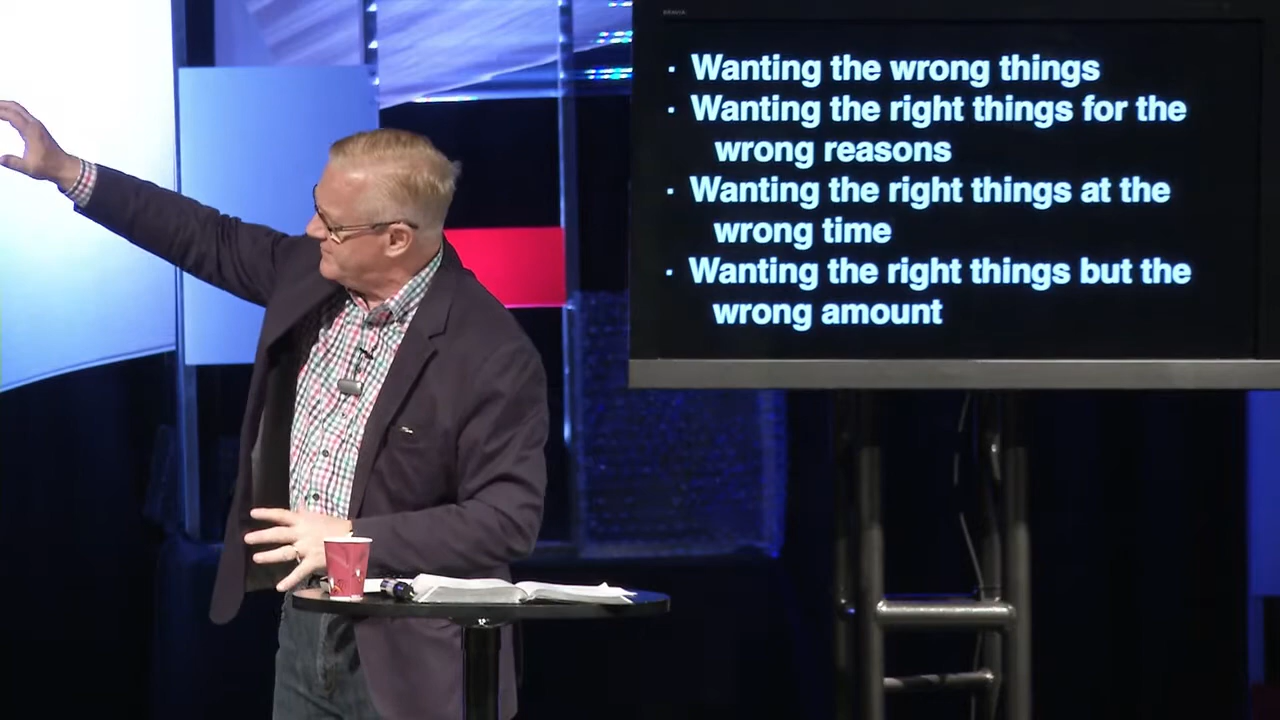 BRAVIA
· Wanting the wrong things
· Wanting the right things for the
wrong reasons
· Wanting the right things at the
wrong time
· Wanting the right things but the
wrong amount